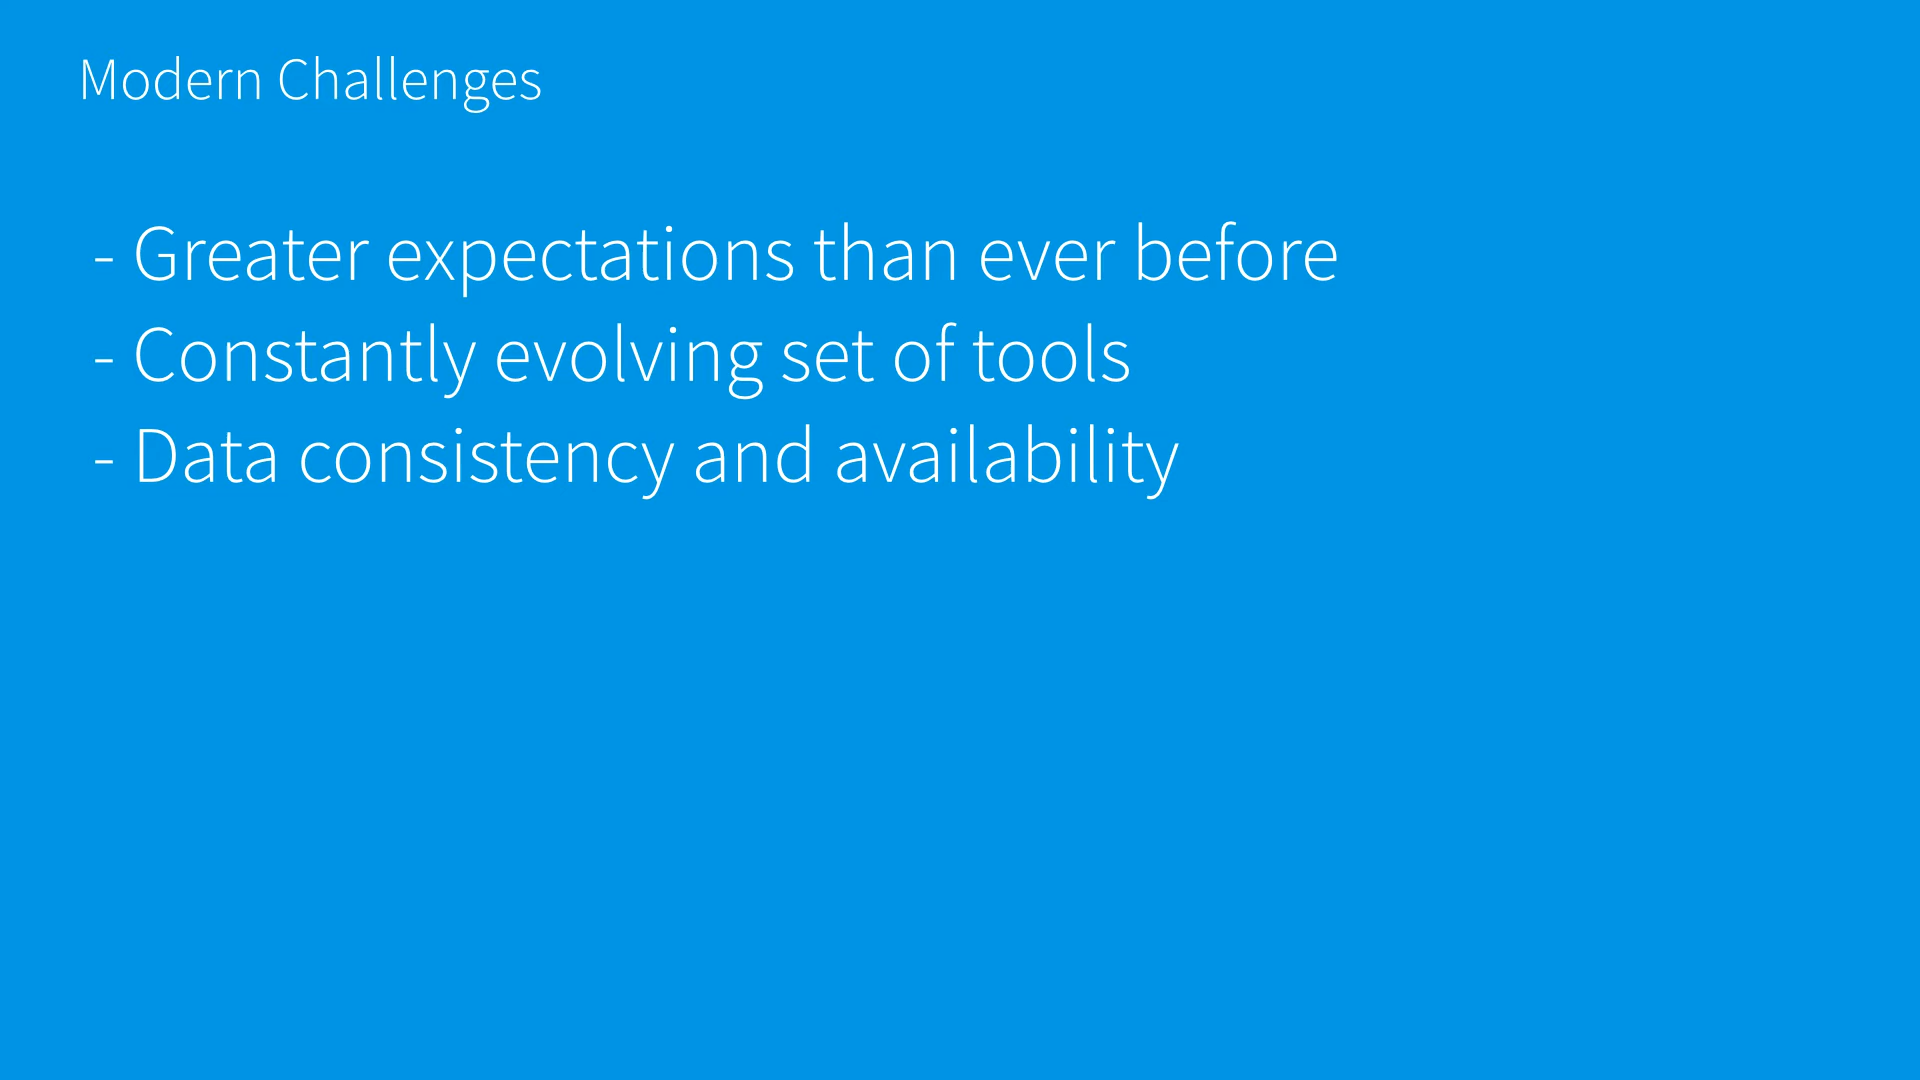 Modern Challenges
- Greater expectations than ever before
- Constantly evolving set of tools
- Data consistency and availability